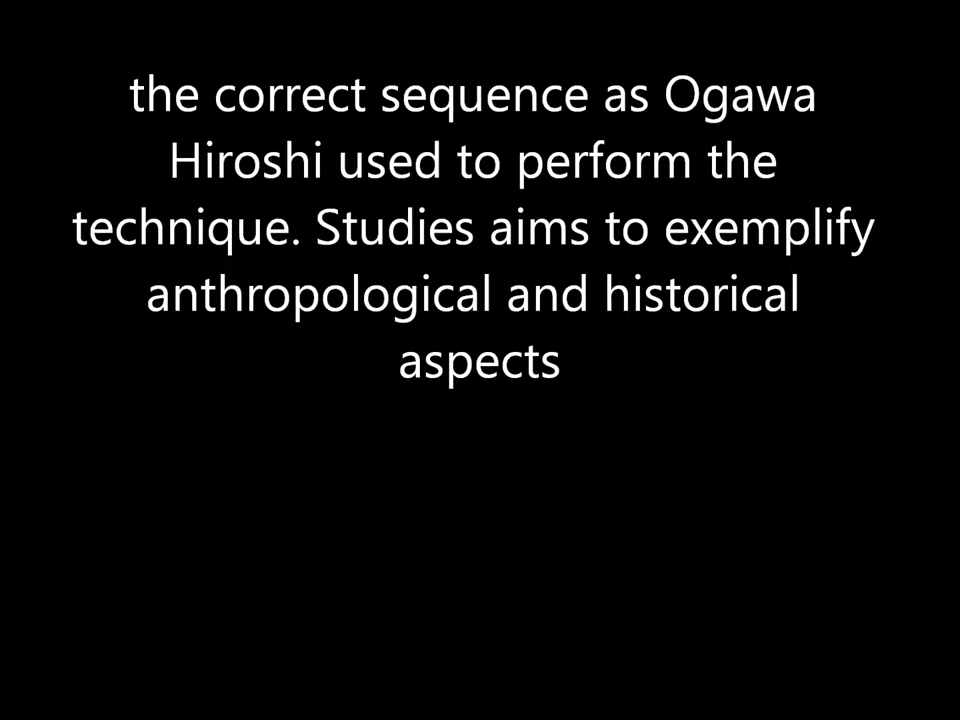 the correct sequence as Ogawa
Hiroshi used to perform the
technique. Studies aims to exemplify
anthropological and historical
aspects